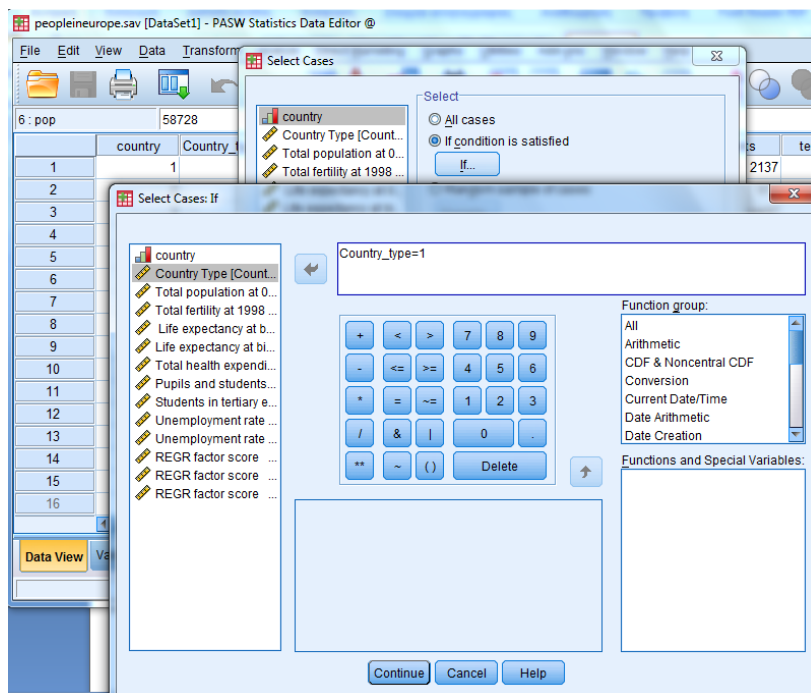 peopleineurope.sav [DataSet1] - PASW Statistics Data Editor @
File Edit View Data Transform
6 : pop 58728
country Country_t
1 1 2137
2
3
4
5
6
7
8
9
10
11
12
13
14
15
16
Data View Va
Select Cases
country
Country Type [Count...
Total population at 0...
Total fertility at 1998 ...
Select
All cases
If condition is satisfied
If...
Select Cases: If
country
Country Type [Count...
Total population at 0...
Total fertility at 1998 ...
Life expectancy at b...
Life expectancy at bi...
Total health expendi...
Pupils and students...
Students in tertiary e...
Unemployment rate ...
Unemployment rate ...
REGR factor score ...
REGR factor score ...
REGR factor score ...
Country_type=1
+ < > 7 8 9
- <= >= 4 5 6
* = ~= 1 2 3
/ & | 0 .
** ~ ( ) Delete
Function group:
All
Arithmetic
CDF & Noncentral CDF
Conversion
Current Date/Time
Date Arithmetic
Date Creation
Functions and Special Variables:
Continue Cancel Help